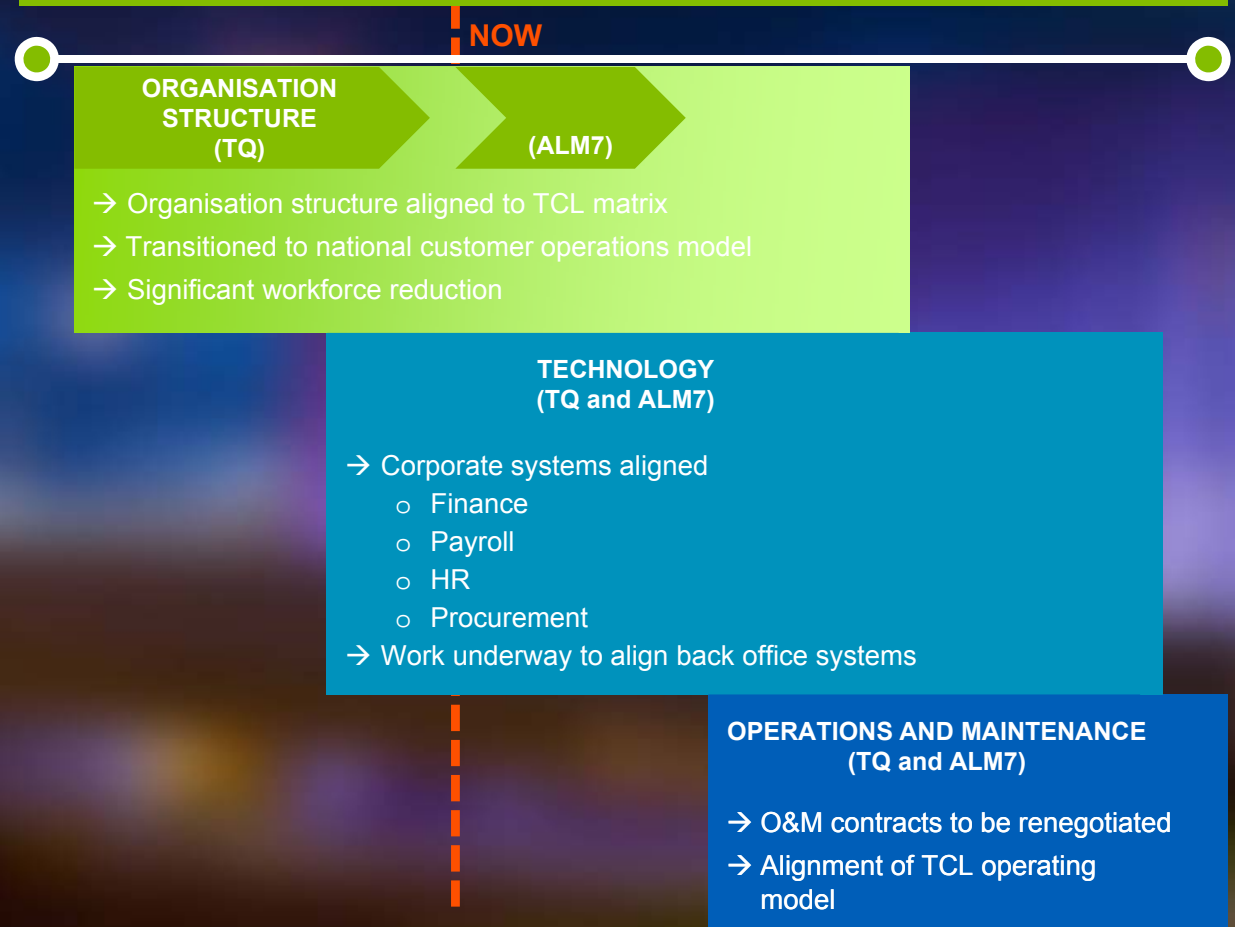 NOW
ORGANISATION
STRUCTURE
(TQ)
(ALM7)
→ Organisation structure aligned to TCL matrix
→ Transitioned to national customer operations model
→ Significant workforce reduction
TECHNOLOGY
(TQ and ALM7)
→ Corporate systems aligned
o Finance
o Payroll
o HR
o Procurement
→ Work underway to align back office systems
OPERATIONS AND MAINTENANCE
(TQ and ALM7)
→ O&M contracts to be renegotiated
→ Alignment of TCL operating
model